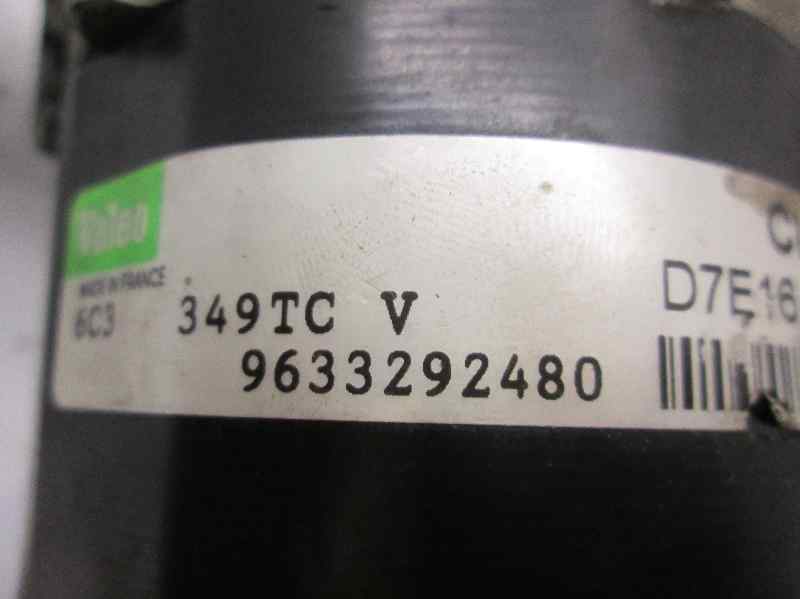 Valeo
MADE IN FRANCE
6C3 349TC V
9633292480
D7E16